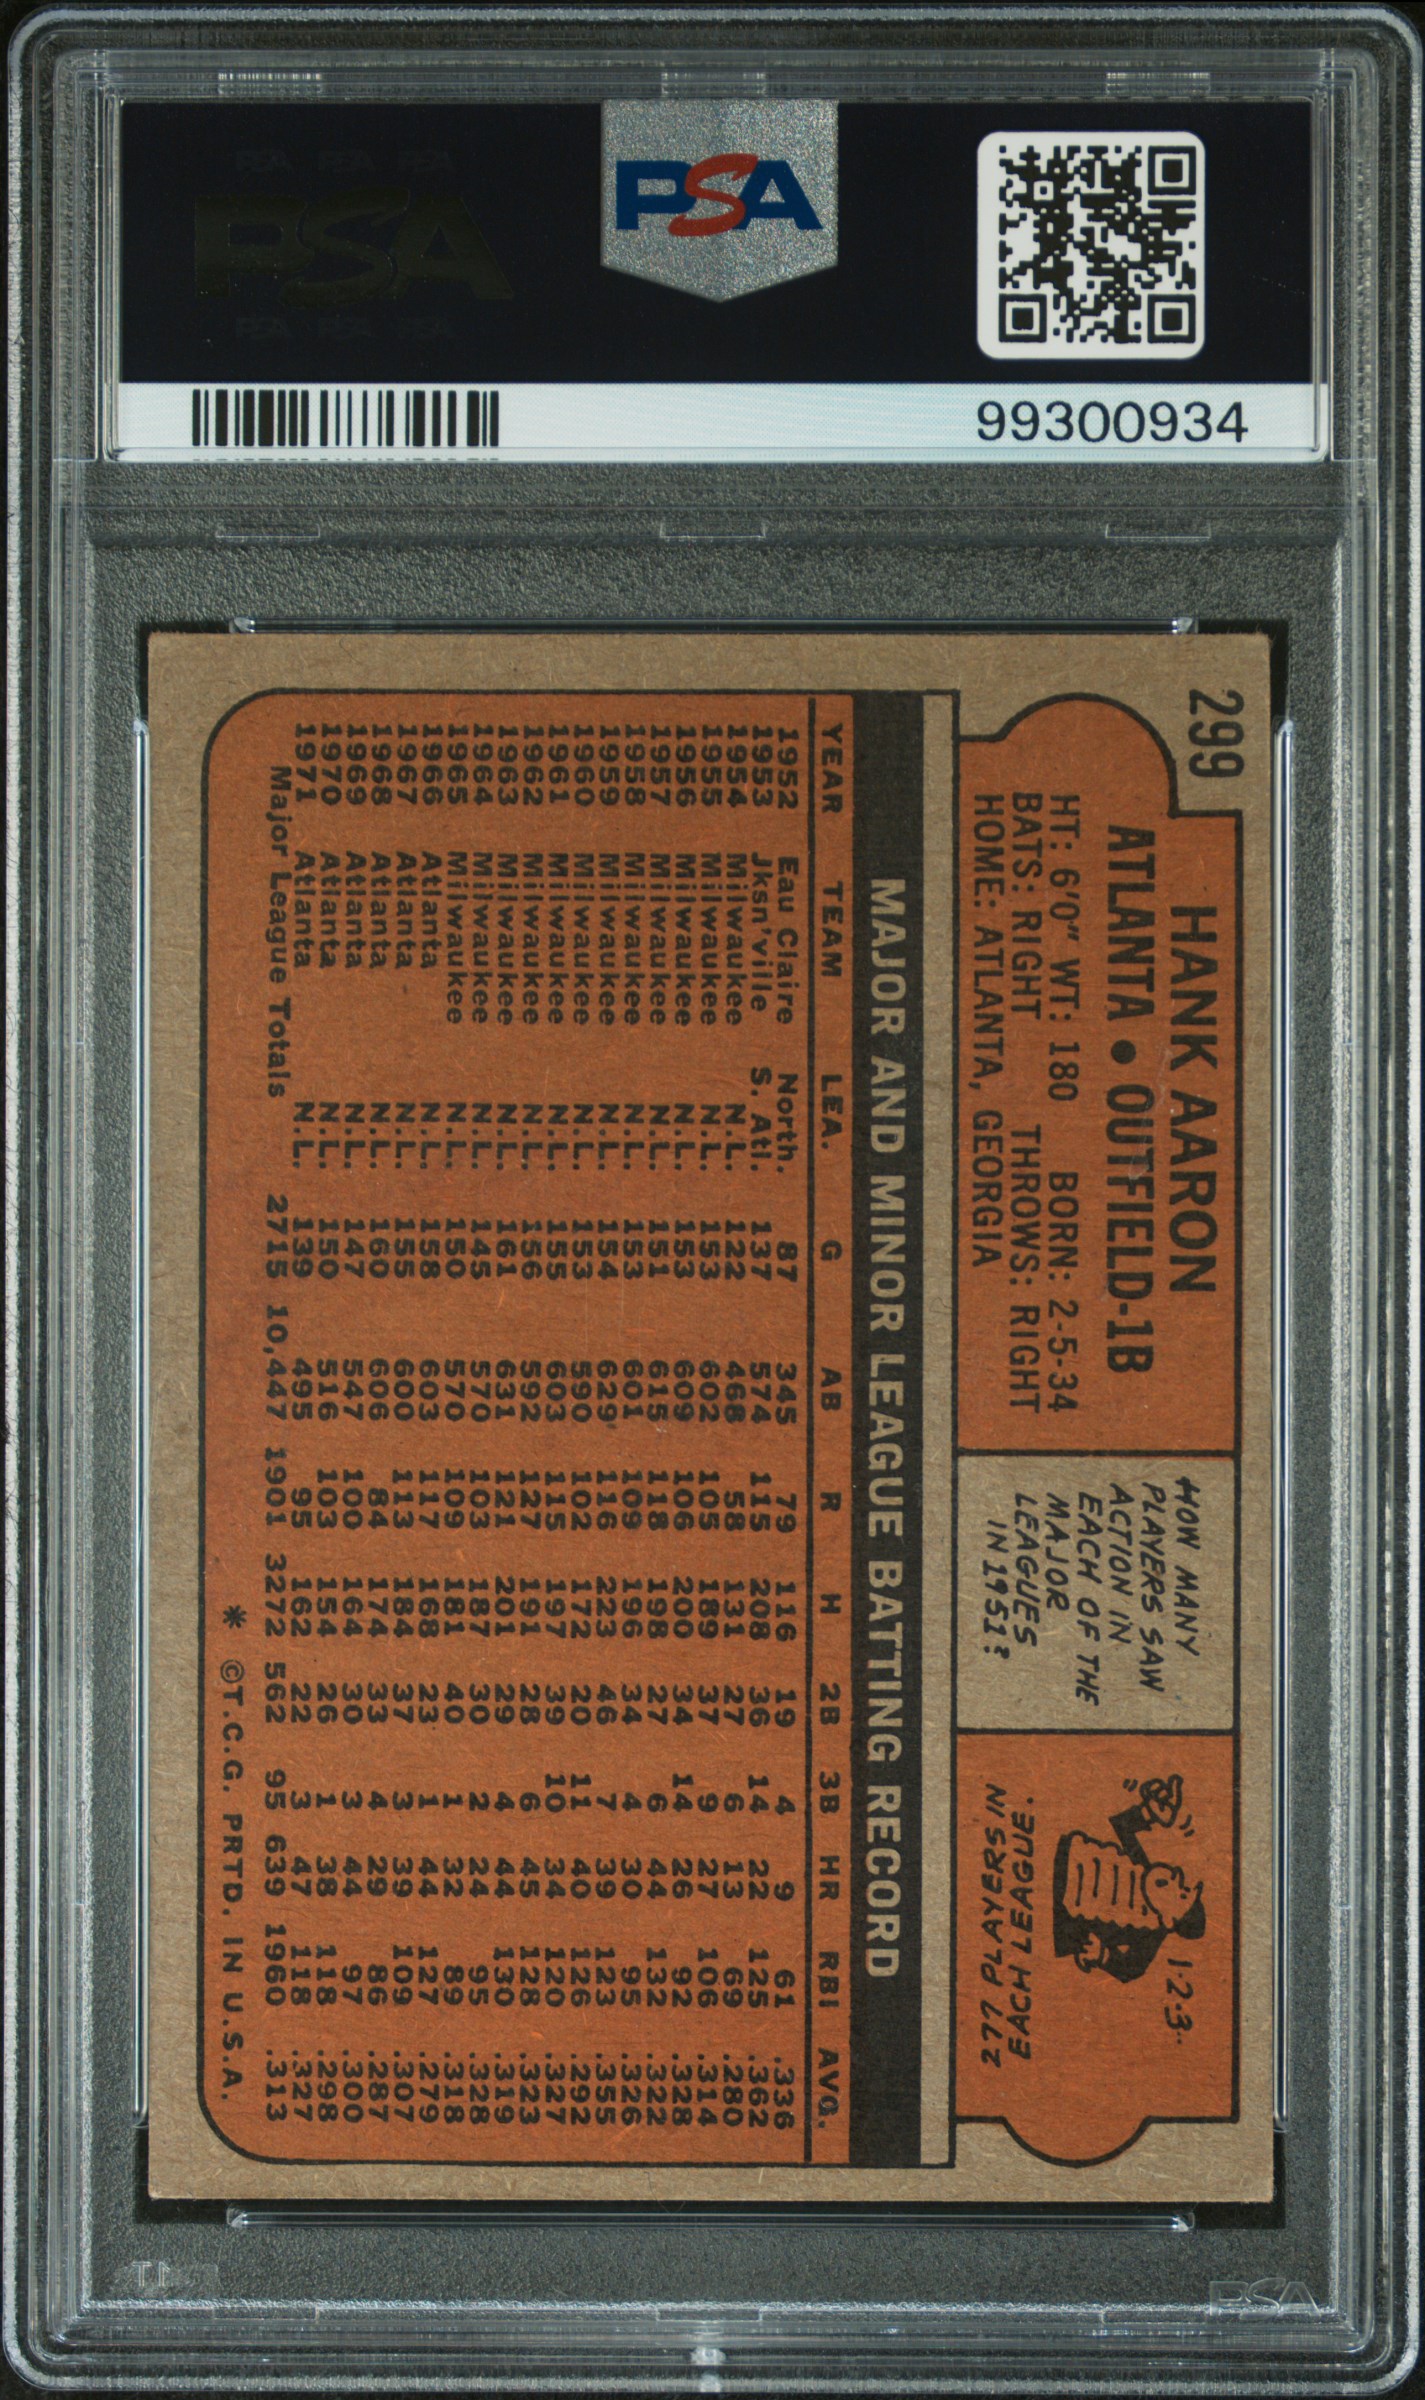 PSA
PSA PSA PSA
PSA
PSA PSA PSA
99300934
299
HANK AARON
ATLANTA • OUTFIELD-1B
HT: 6'0" WT: 180 BORN: 2-5-34
BATS: RIGHT THROWS: RIGHT
HOME: ATLANTA, GEORGIA
HOW MANY
PLAYERS SAW
ACTION IN
EACH OF THE
MAJOR
LEAGUES
IN 1951?
1-2-3-
277 PLAYERS IN
EACH LEAGUE.
MAJOR AND MINOR LEAGUE BATTING RECORD
YEAR TEAM LEA. G AB R H 2B 3B HR RBI AVG.
1952 Eau Claire North. 87 345 79 116 19 4 9 61 .336
1953 Jksn'ville S. Atl. 137 574 115 208 36 14 22 125 .362
1954 Milwaukee N.L. 122 468 58 131 27 6 13 69 .280
1955 Milwaukee N.L. 153 602 105 189 37 9 27 106 .314
1956 Milwaukee N.L. 153 609 106 200 34 14 26 92 .328
1957 Milwaukee N.L. 151 615 118 198 27 6 44 132 .322
1958 Milwaukee N.L. 153 601 109 196 34 4 30 95 .326
1959 Milwaukee N.L. 154 629 116 223 46 7 39 123 .355
1960 Milwaukee N.L. 153 590 102 172 20 11 40 126 .292
1961 Milwaukee N.L. 155 603 115 197 39 10 34 120 .327
1962 Milwaukee N.L. 156 592 127 191 28 6 45 128 .323
1963 Milwaukee N.L. 161 631 121 201 29 4 44 130 .319
1964 Milwaukee N.L. 145 570 103 187 30 2 24 95 .328
1965 Milwaukee N.L. 150 570 109 181 40 1 32 89 .318
1966 Atlanta N.L. 158 603 117 168 23 1 44 127 .279
1967 Atlanta N.L. 155 600 113 184 37 3 39 109 .307
1968 Atlanta N.L. 160 606 84 174 33 4 29 86 .287
1969 Atlanta N.L. 147 547 100 164 30 3 44 97 .300
1970 Atlanta N.L. 150 516 103 154 26 1 38 118 .298
1971 Atlanta N.L. 139 495 95 162 22 3 47 118 .327
Major League Totals 2715 10,447 1901 3272 562 95 639 1960 .313
* ©T.C.G. PRTD. IN U.S.A.
PSA